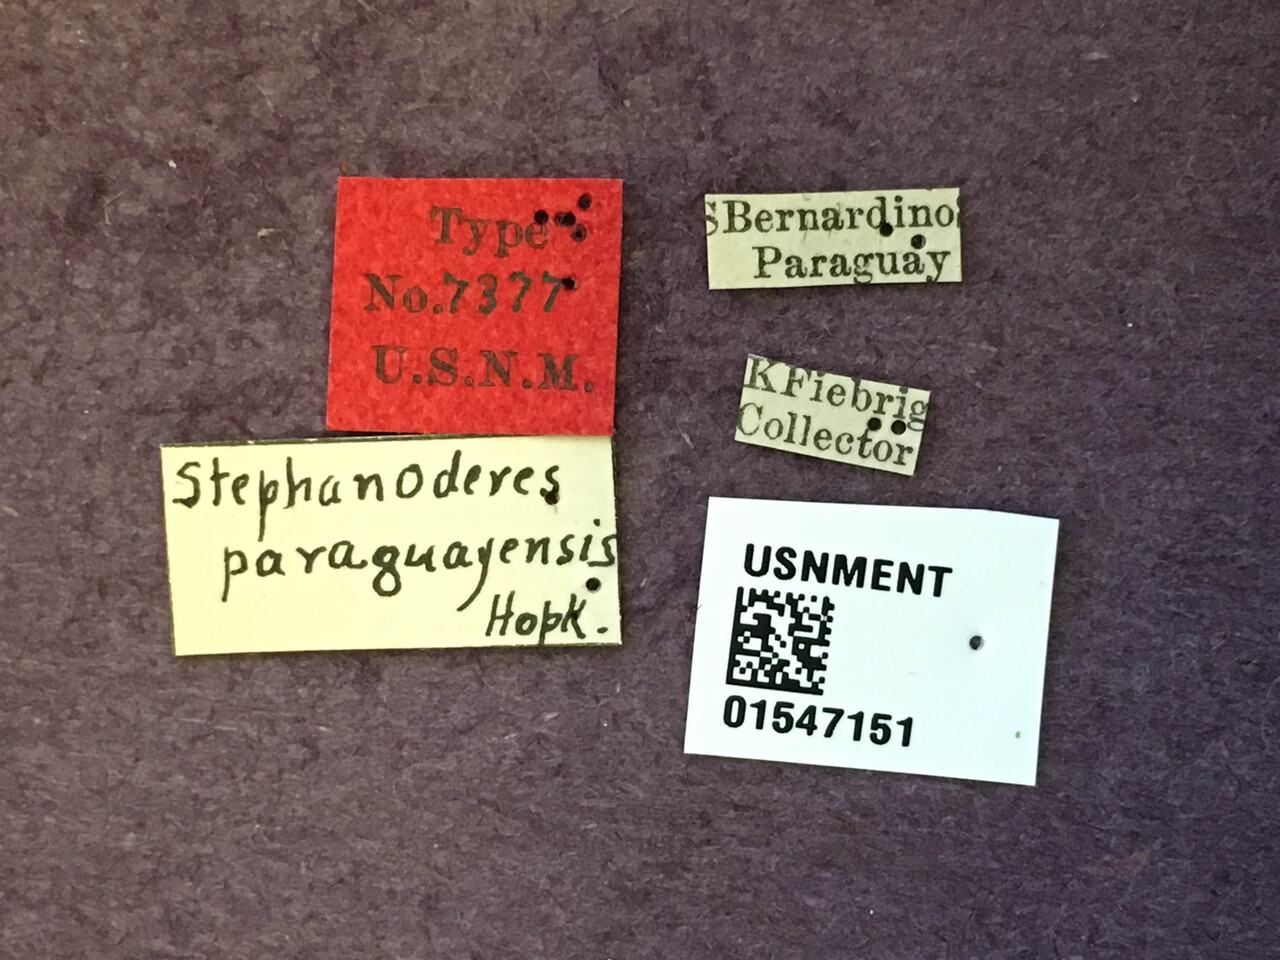 Type
No. 7377
U.S.N.M.
Stephanoderes
paraguayensis
Hopk.
S Bernardino
Paraguay
K Fiebrig
Collector
USNMENT
01547151